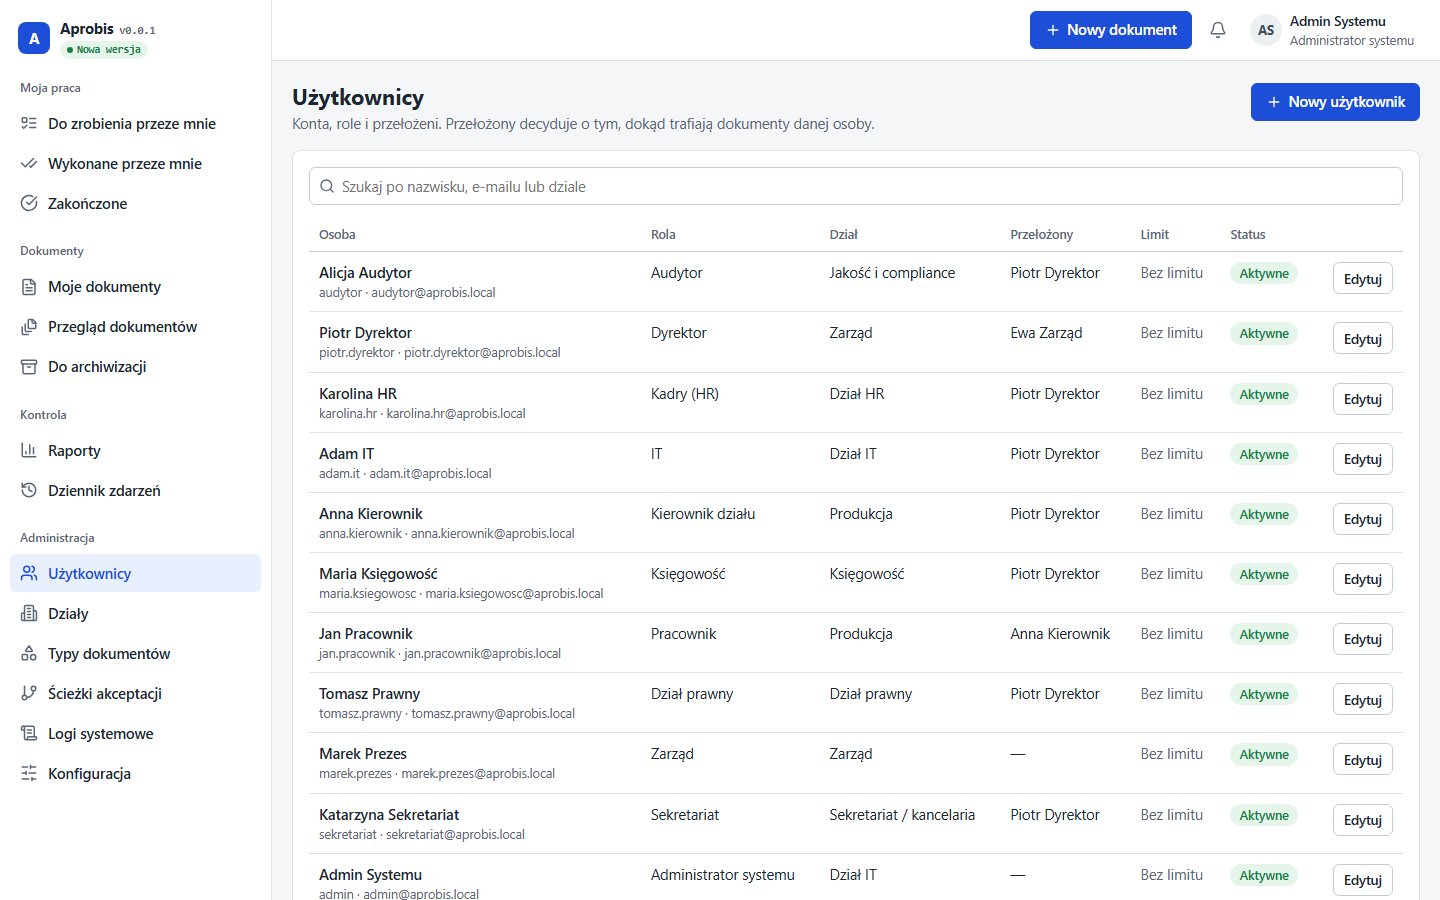 A
Aprobis v0.0.1
Nowa wersja
Moja praca
Do zrobienia przeze mnie
Wykonane przeze mnie
Zakończone
Dokumenty
Moje dokumenty
Przegląd dokumentów
Do archiwizacji
Kontrola
Raporty
Dziennik zdarzeń
Administracja
Użytkownicy
Działy
Typy dokumentów
Ścieżki akceptacji
Logi systemowe
Konfiguracja
Nowy dokument
AS
Admin Systemu
Administrator systemu
Użytkownicy
Konta, role i przełożeni. Przełożony decyduje o tym, dokąd trafiają dokumenty danej osoby.
Nowy użytkownik
Szukaj po nazwisku, e-mailu lub dziale
Osoba Rola Dział Przełożony Limit Status
Alicja Audytor Audytor Jakość i compliance Piotr Dyrektor Bez limitu Aktywne Edytuj
audytor · audytor@aprobis.local
Piotr Dyrektor Dyrektor Zarząd Ewa Zarząd Bez limitu Aktywne Edytuj
piotr.dyrektor · piotr.dyrektor@aprobis.local
Karolina HR Kadry (HR) Dział HR Piotr Dyrektor Bez limitu Aktywne Edytuj
karolina.hr · karolina.hr@aprobis.local
Adam IT IT Dział IT Piotr Dyrektor Bez limitu Aktywne Edytuj
adam.it · adam.it@aprobis.local
Anna Kierownik Kierownik działu Produkcja Piotr Dyrektor Bez limitu Aktywne Edytuj
anna.kierownik · anna.kierownik@aprobis.local
Maria Księgowość Księgowość Księgowość Piotr Dyrektor Bez limitu Aktywne Edytuj
maria.ksiegowosc · maria.ksiegowosc@aprobis.local
Jan Pracownik Pracownik Produkcja Anna Kierownik Bez limitu Aktywne Edytuj
jan.pracownik · jan.pracownik@aprobis.local
Tomasz Prawny Dział prawny Dział prawny Piotr Dyrektor Bez limitu Aktywne Edytuj
tomasz.prawny · tomasz.prawny@aprobis.local
Marek Prezes Zarząd Zarząd — Bez limitu Aktywne Edytuj
marek.prezes · marek.prezes@aprobis.local
Katarzyna Sekretariat Sekretariat Sekretariat / kancelaria Piotr Dyrektor Bez limitu Aktywne Edytuj
sekretariat · sekretariat@aprobis.local
Admin Systemu Administrator systemu Dział IT — Bez limitu Aktywne Edytuj
admin · admin@aprobis.local